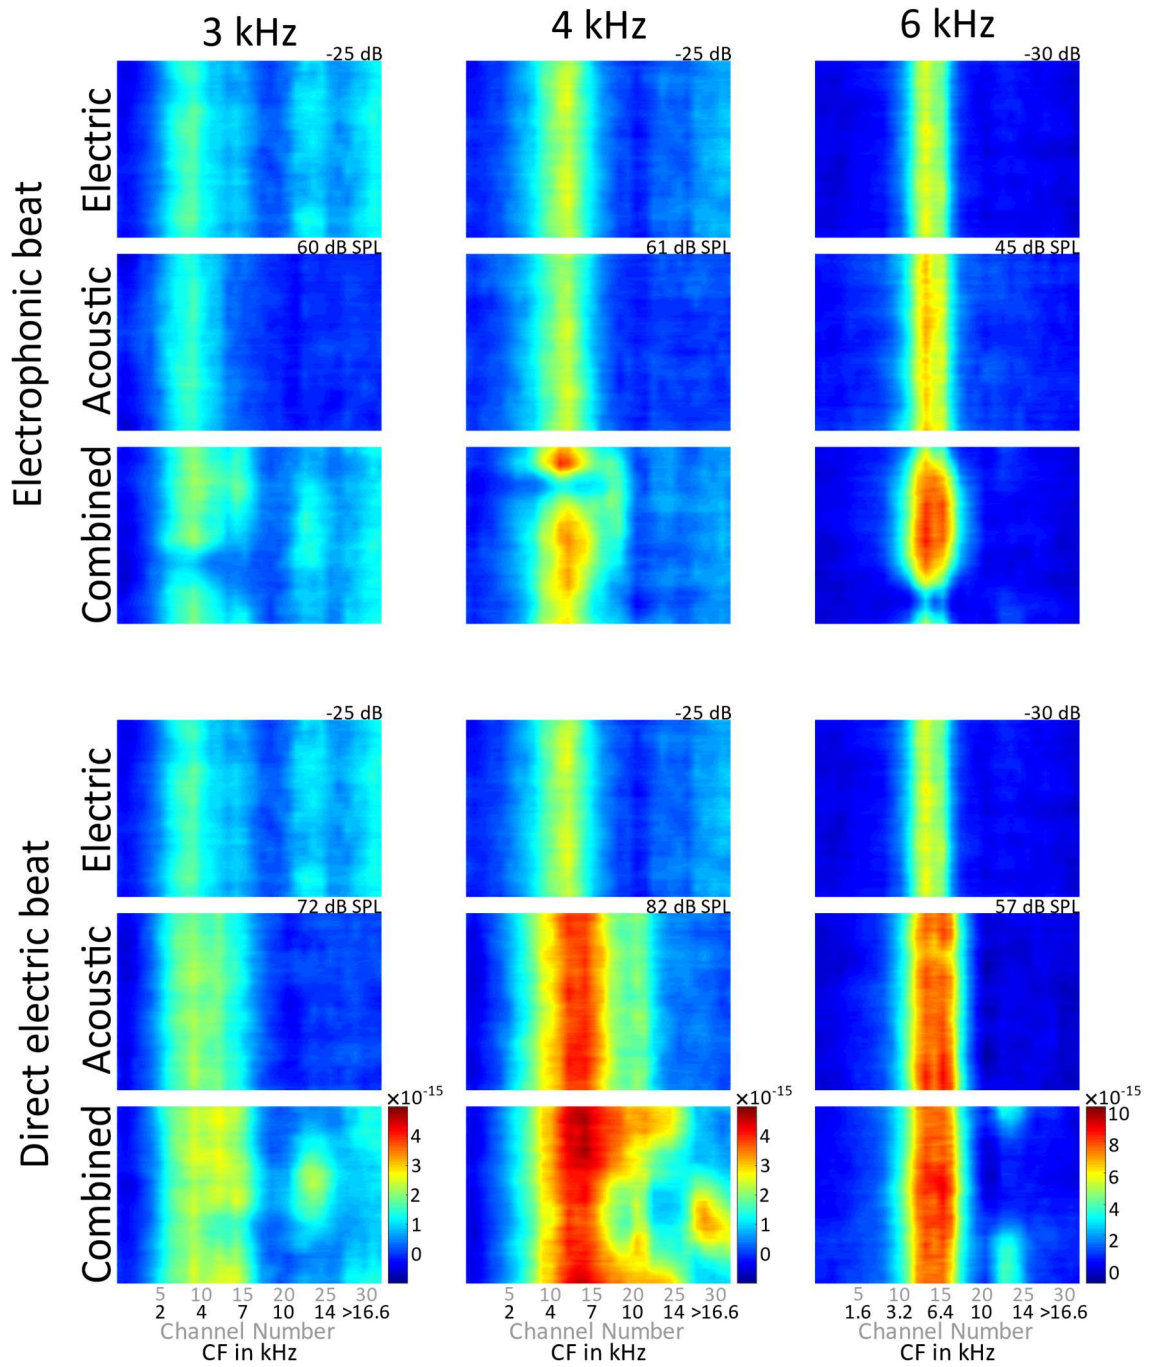 3 kHz 4 kHz 6 kHz
-25 dB -25 dB -30 dB
Electrophonic beat
Electric
60 dB SPL 61 dB SPL 45 dB SPL
Acoustic
Combined
-25 dB -25 dB -30 dB
Direct electric beat
Electric
72 dB SPL 82 dB SPL 57 dB SPL
Acoustic
Combined
×10-15 ×10-15 ×10-15
4 4 10
3 3 8
2 2 6
1 1 4
0 0 2
0
5 10 15 20 25 30 5 10 15 20 25 30 5 10 15 20 25 30
2 4 7 10 14 >16.6 2 4 7 10 14 >16.6 1.6 3.2 6.4 10 14 >16.6
Channel Number Channel Number Channel Number
CF in kHz CF in kHz CF in kHz